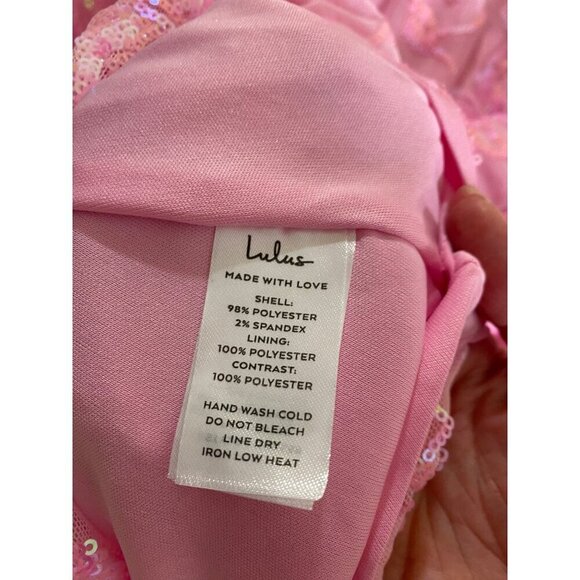 Lulus
MADE WITH LOVE
SHELL:
98% POLYESTER
2% SPANDEX
LINING:
100% POLYESTER
CONTRAST:
100% POLYESTER
HAND WASH COLD
DO NOT BLEACH
LINE DRY
IRON LOW HEAT